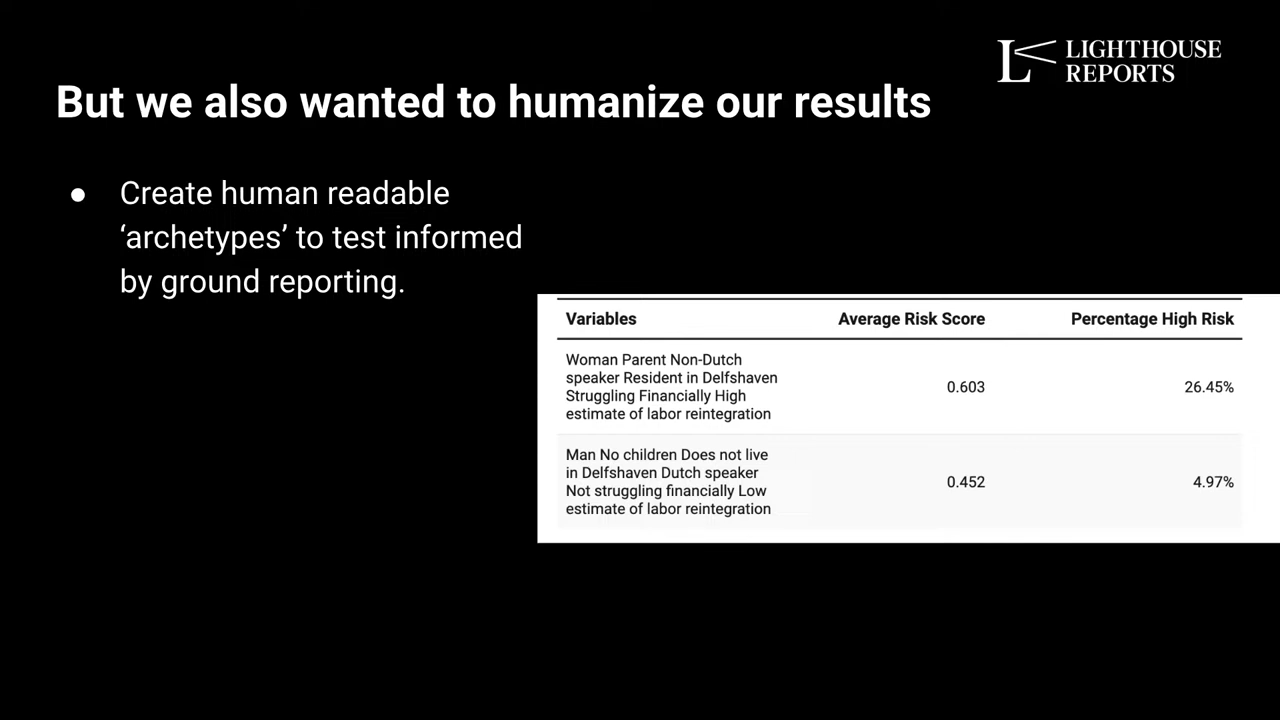 LIGHTHOUSE
REPORTS
But we also wanted to humanize our results
● Create human readable
‘archetypes’ to test informed
by ground reporting.
Variables Average Risk Score Percentage High Risk
Woman Parent Non-Dutch
speaker Resident in Delfshaven
Struggling Financially High
estimate of labor reintegration
0.603 26.45%
Man No children Does not live
in Delfshaven Dutch speaker
Not struggling financially Low
estimate of labor reintegration
0.452 4.97%